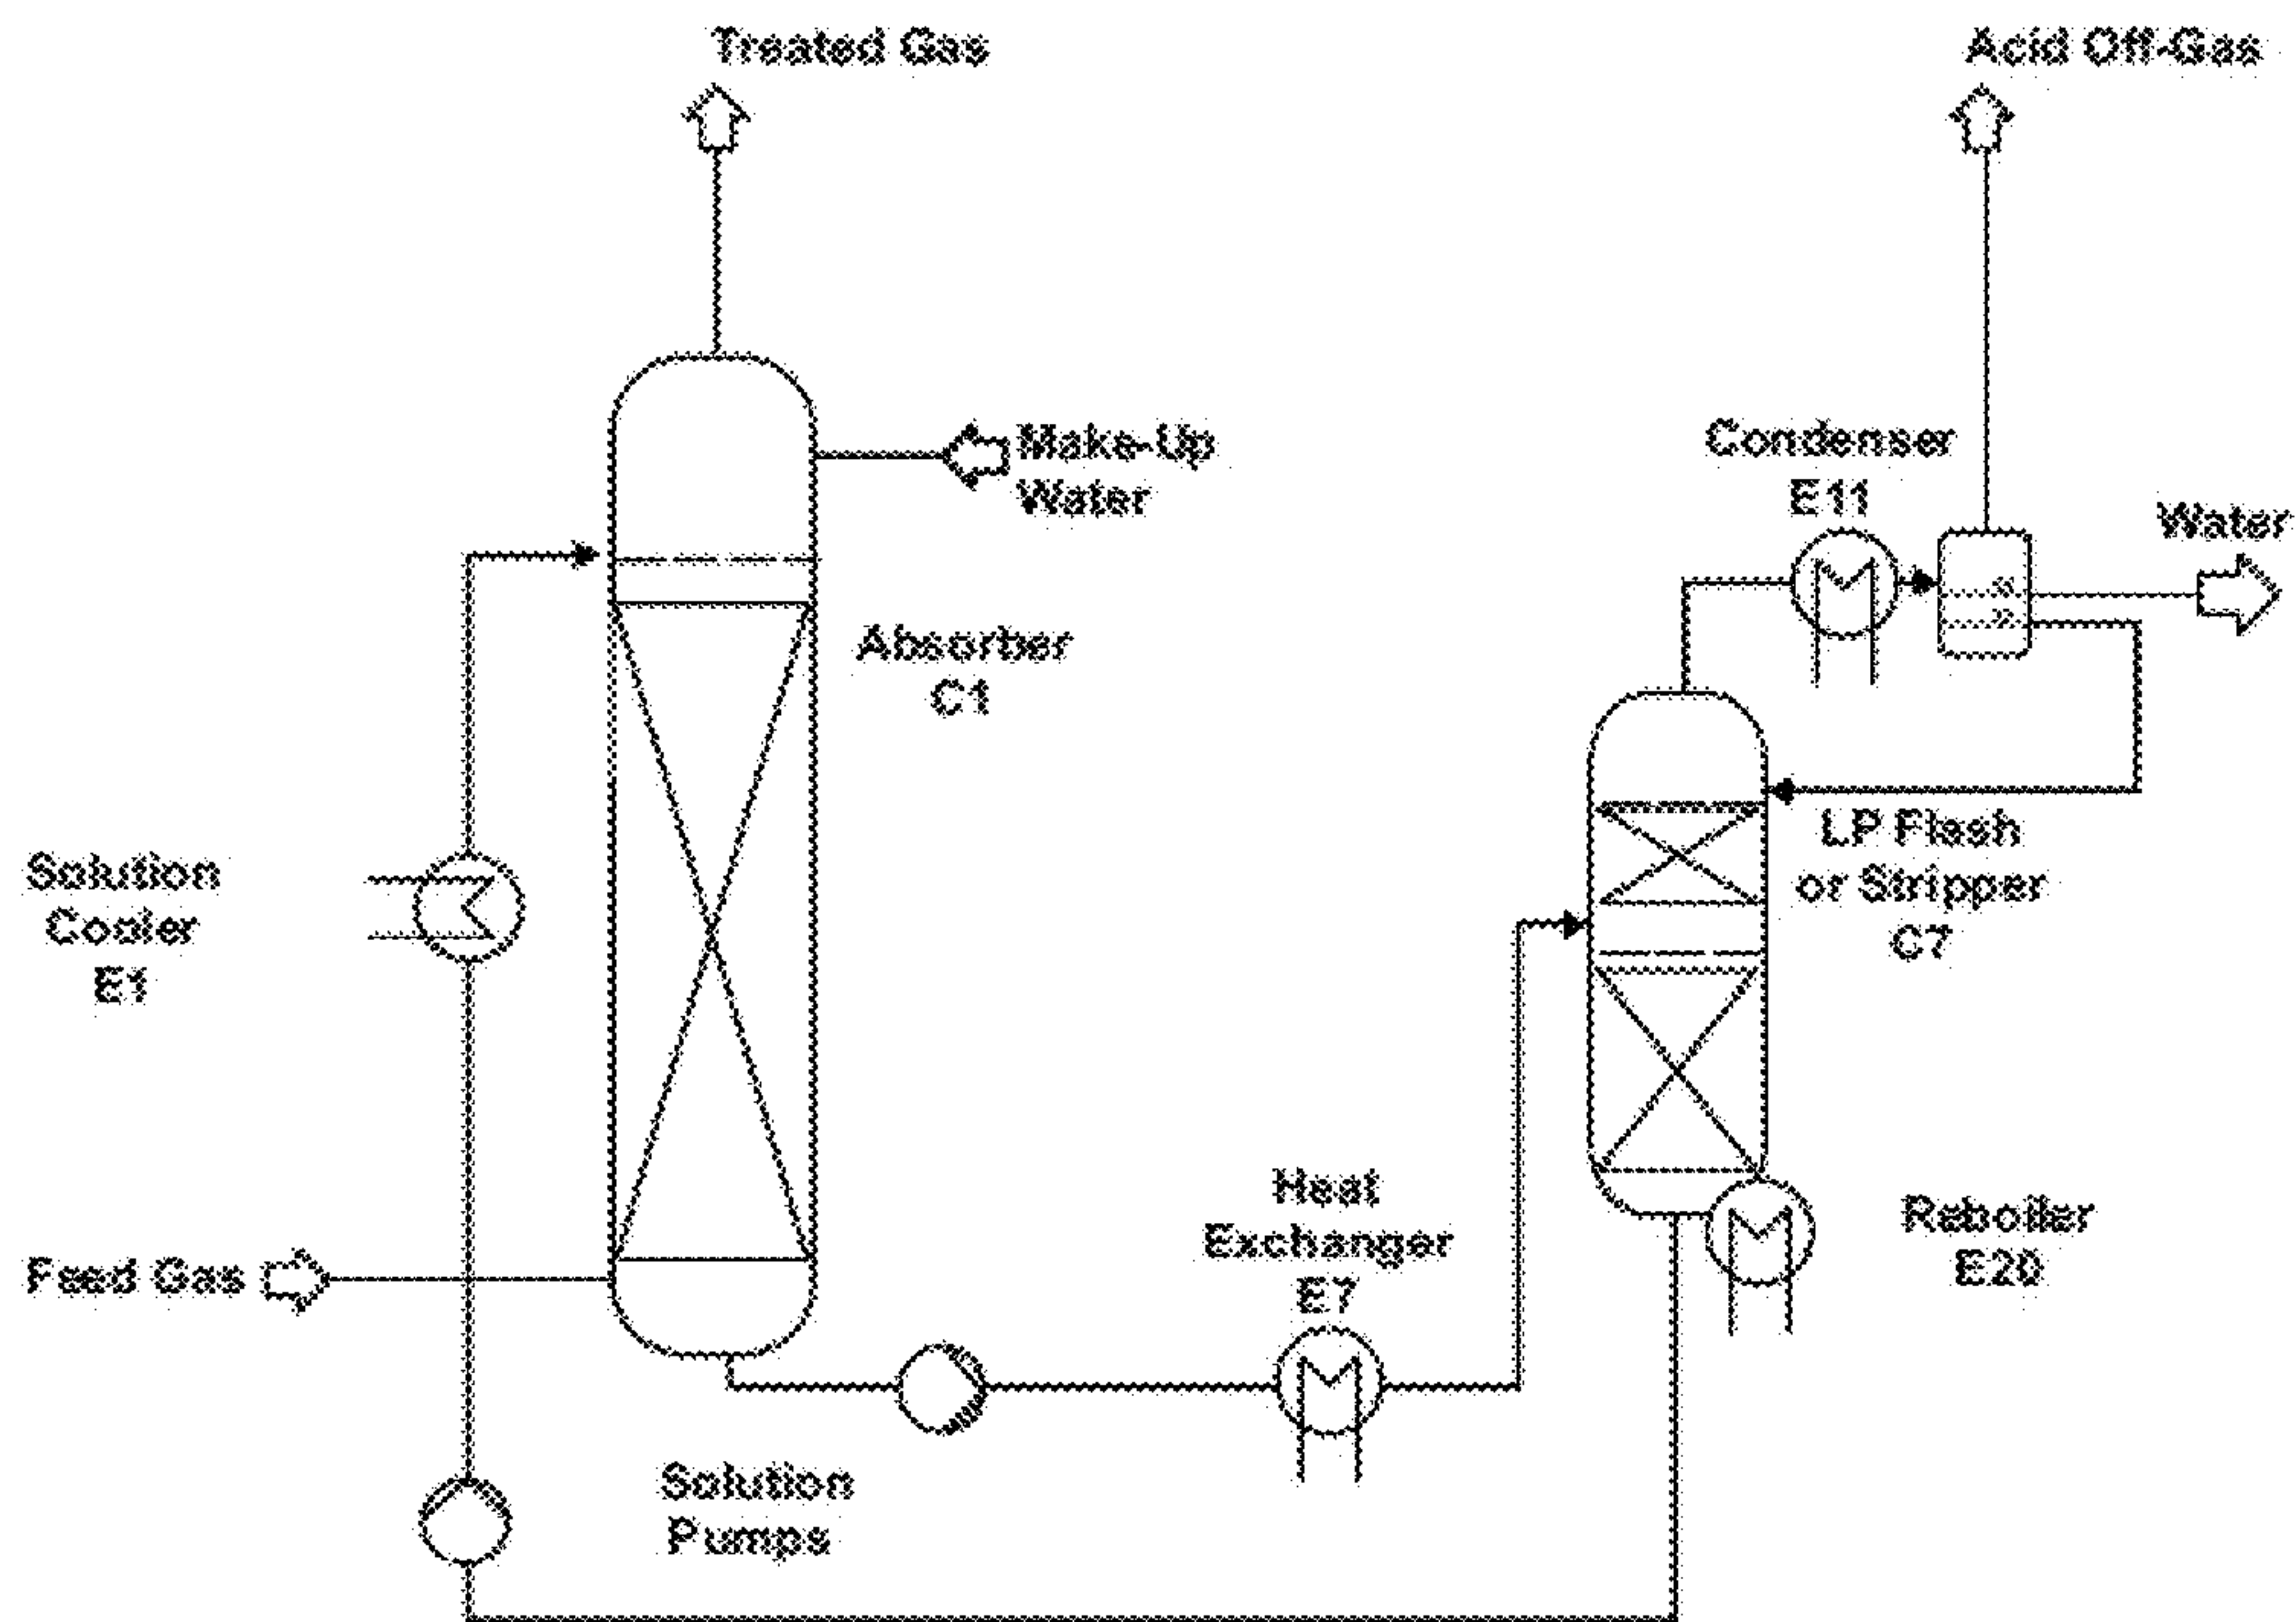 Treated Gas
Acid Off-Gas
Make-Up
Water
Condenser
E11
Water
Absorber
C1
LP Flash
or Stripper
C7
Solution
Cooler
E1
Heat
Exchanger
E7
Reboiler
E20
Feed Gas
Solution
Pumps